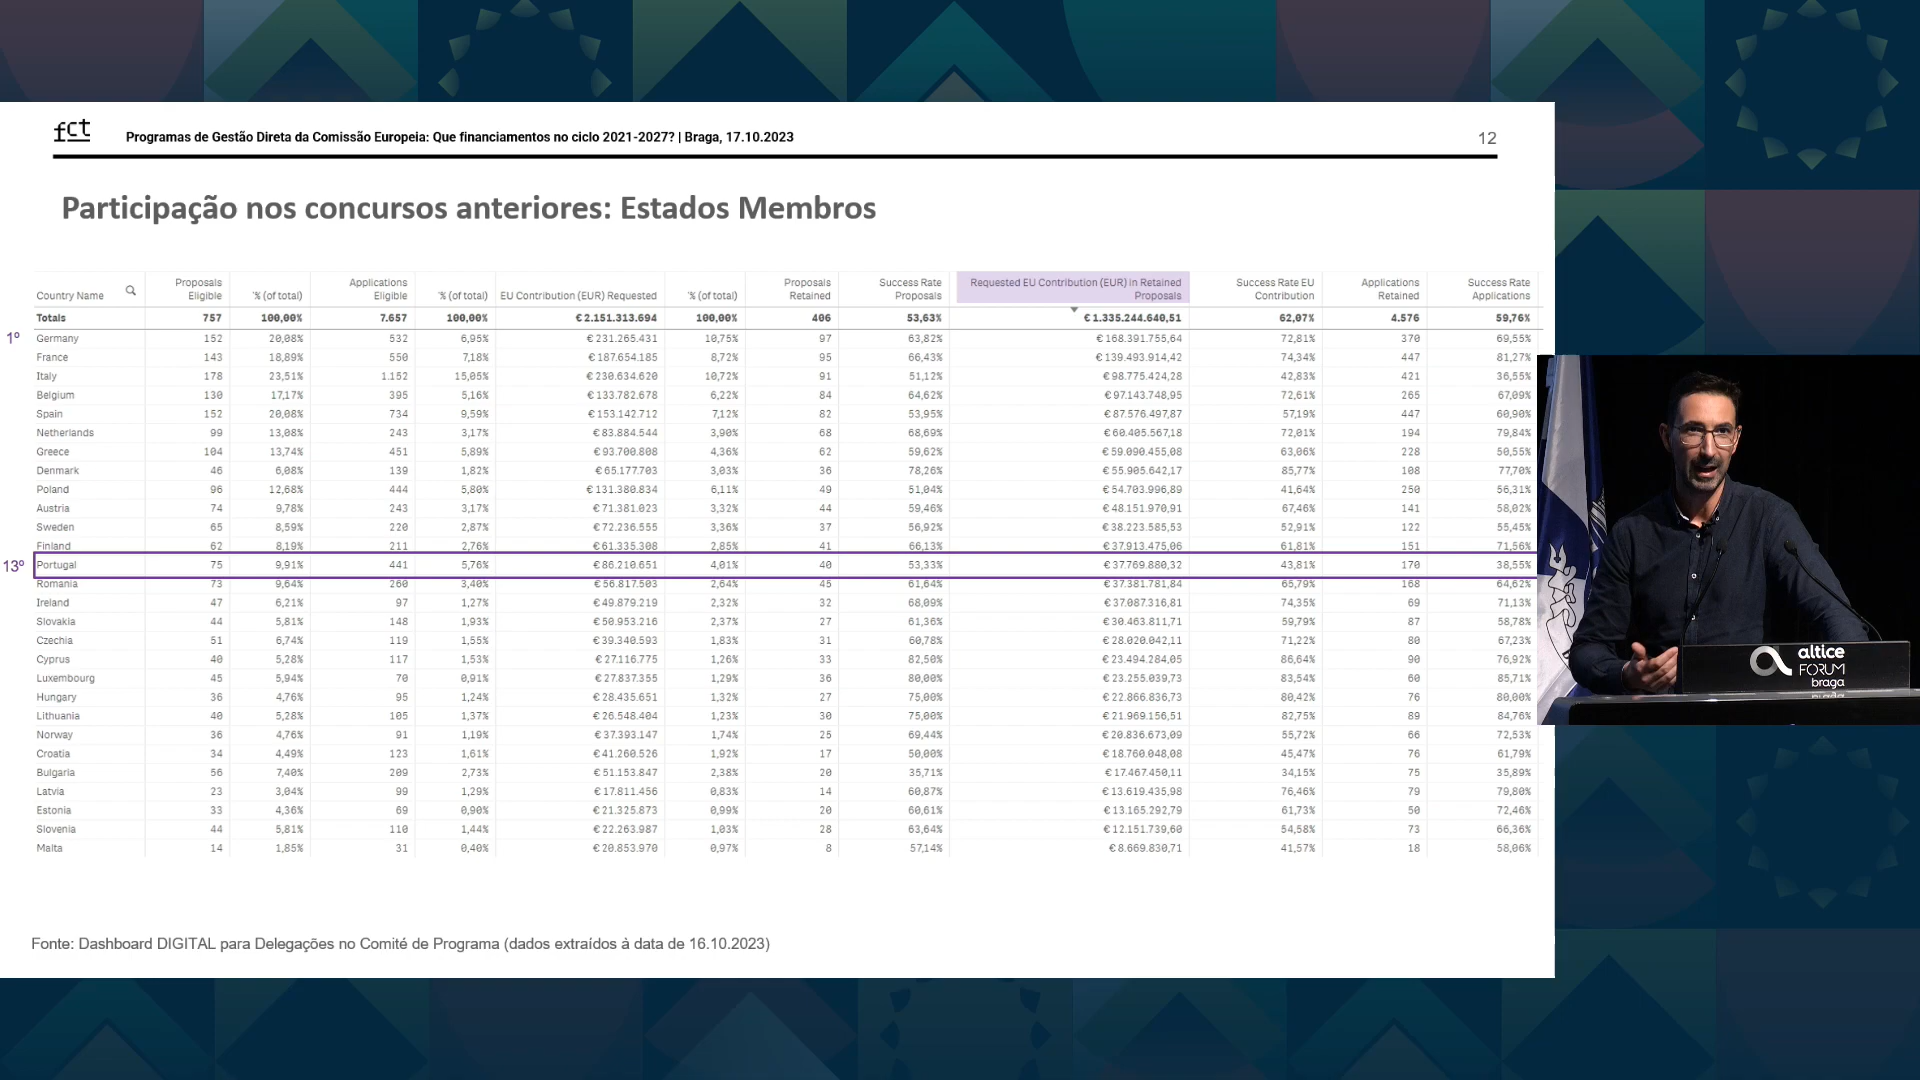 fct
Programas de Gestão Direta da Comissão Europeia: Que financiamentos no ciclo 2021-2027? | Braga, 17.10.2023
12
Participação nos concursos anteriores: Estados Membros
Country Name Proposals Eligible % (of total) Applications Eligible % (of total) EU Contribution (EUR) Requested % (of total) Proposals Retained Success Rate Proposals Requested EU Contribution (EUR) in Retained Proposals Success Rate EU Contribution Applications Retained Success Rate Applications
Totals 757 100,00% 7.657 100,00% € 2.151.313.694 100,00% 406 53,63% € 1.335.244.640,51 62,07% 4.576 59,76%
1º Germany 152 20,08% 532 6,95% € 231.265.431 10,75% 97 63,82% € 168.391.755,64 72,81% 370 69,55%
France 143 18,89% 550 7,18% € 187.654.185 8,72% 95 66,43% € 139.493.914,42 74,34% 447 81,27%
Italy 178 23,51% 1.152 15,05% € 230.634.620 10,72% 91 51,12% € 98.775.424,28 42,83% 421 36,55%
Belgium 130 17,17% 395 5,16% € 133.782.678 6,22% 84 64,62% € 97.143.748,95 72,61% 265 67,09%
Spain 152 20,08% 734 9,59% € 153.142.712 7,12% 82 53,95% € 87.576.497,87 57,19% 447 60,90%
Netherlands 99 13,08% 243 3,17% € 83.884.544 3,90% 68 68,69% € 60.405.567,18 72,01% 194 79,84%
Greece 104 13,74% 451 5,89% € 93.700.808 4,36% 62 59,62% € 59.090.455,08 63,06% 228 50,55%
Denmark 46 6,08% 139 1,82% € 65.177.703 3,03% 36 78,26% € 55.905.642,17 85,77% 108 77,70%
Poland 96 12,68% 444 5,80% € 131.380.834 6,11% 49 51,04% € 54.703.996,89 41,64% 250 56,31%
Austria 74 9,78% 243 3,17% € 71.381.023 3,32% 44 59,46% € 48.151.970,91 67,46% 141 58,02%
Sweden 65 8,59% 220 2,87% € 72.236.555 3,36% 37 56,92% € 38.223.585,53 52,91% 122 55,45%
Finland 62 8,19% 211 2,76% € 61.335.308 2,85% 41 66,13% € 37.913.475,06 61,81% 151 71,56%
13º Portugal 75 9,91% 441 5,76% € 86.210.651 4,01% 40 53,33% € 37.769.880,32 43,81% 170 38,55%
Romania 73 9,64% 260 3,40% € 56.817.503 2,64% 45 61,64% € 37.381.781,84 65,79% 168 64,62%
Ireland 47 6,21% 97 1,27% € 49.879.219 2,32% 32 68,09% € 37.087.316,81 74,35% 69 71,13%
Slovakia 44 5,81% 148 1,93% € 50.953.216 2,37% 27 61,36% € 30.463.811,71 59,79% 87 58,78%
Czechia 51 6,74% 119 1,55% € 39.340.593 1,83% 31 60,78% € 28.020.042,11 71,22% 80 67,23%
Cyprus 40 5,28% 117 1,53% € 27.116.775 1,26% 33 82,50% € 23.494.284,05 86,64% 90 76,92%
Luxembourg 45 5,94% 70 0,91% € 27.837.355 1,29% 36 80,00% € 23.255.039,73 83,54% 60 85,71%
Hungary 36 4,76% 95 1,24% € 28.435.651 1,32% 27 75,00% € 22.866.836,73 80,42% 76 80,00%
Lithuania 40 5,28% 105 1,37% € 26.548.404 1,23% 30 75,00% € 21.969.156,51 82,75% 89 84,76%
Norway 36 4,76% 91 1,19% € 37.393.147 1,74% 25 69,44% € 20.836.673,09 55,72% 66 72,53%
Croatia 34 4,49% 123 1,61% € 41.260.526 1,92% 17 50,00% € 18.760.048,08 45,47% 76 61,79%
Bulgaria 56 7,40% 209 2,73% € 51.153.847 2,38% 20 35,71% € 17.467.450,11 34,15% 75 35,89%
Latvia 23 3,04% 99 1,29% € 17.811.456 0,83% 14 60,87% € 13.619.435,98 76,46% 79 79,80%
Estonia 33 4,36% 69 0,90% € 21.325.873 0,99% 20 60,61% € 13.165.292,79 61,73% 50 72,46%
Slovenia 44 5,81% 110 1,44% € 22.263.987 1,03% 28 63,64% € 12.151.739,60 54,58% 73 66,36%
Malta 14 1,85% 31 0,40% € 20.853.970 0,97% 8 57,14% € 8.669.830,71 41,57% 18 58,06%
Fonte: Dashboard DIGITAL para Delegações no Comité de Programa (dados extraídos à data de 16.10.2023)
altice
FORUM
braga